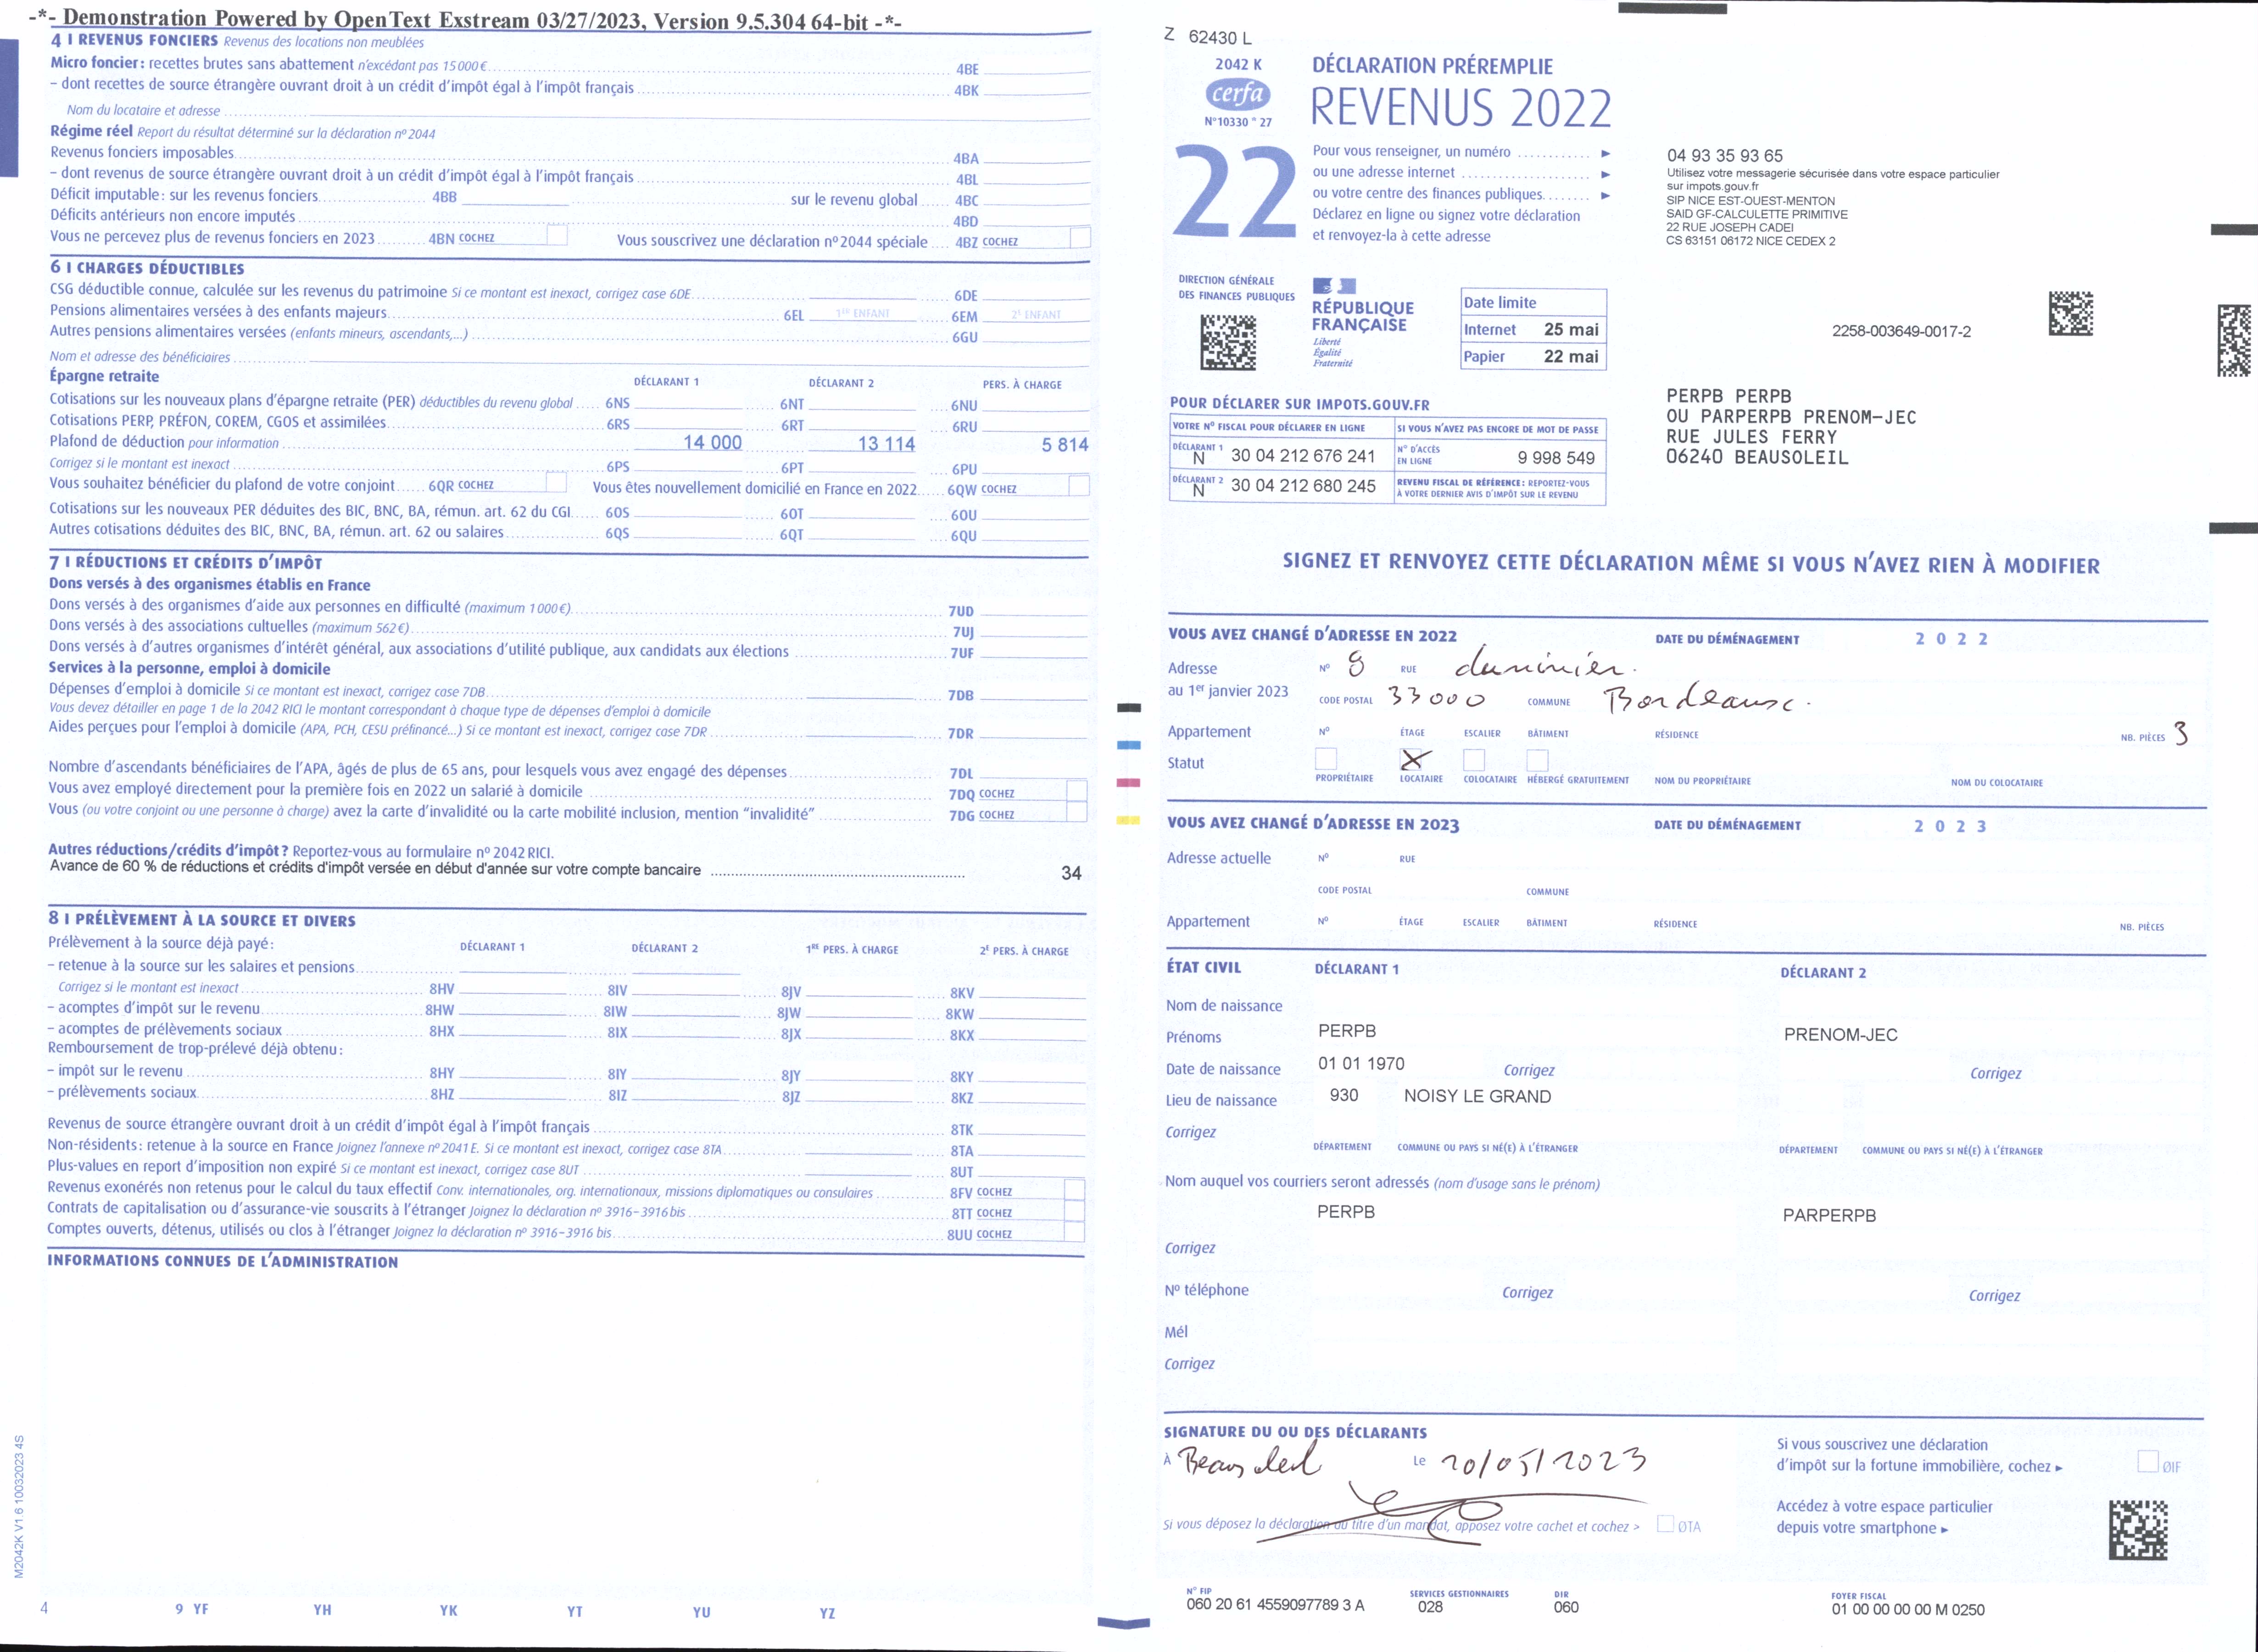 -*- Demonstration Powered by OpenText Exstream 03/27/2023, Version 9.5.304 64-bit -*-
4 I REVENUS FONCIERS Revenus des locations non meublées
Micro foncier : recettes brutes sans abattement n'excédant pas 15 000 € 4BE
– dont recettes de source étrangère ouvrant droit à un crédit d'impôt égal à l'impôt français 4BK
Nom du locataire et adresse
Régime réel Report du résultat déterminé sur la déclaration nº 2044
Revenus fonciers imposables 4BA
– dont revenus de source étrangère ouvrant droit à un crédit d'impôt égal à l'impôt français 4BL
Déficit imputable : sur les revenus fonciers 4BB sur le revenu global 4BC
Déficits antérieurs non encore imputés 4BD
Vous ne percevez plus de revenus fonciers en 2023 4BN COCHEZ Vous souscrivez une déclaration nº 2044 spéciale 4BZ COCHEZ
6 I CHARGES DÉDUCTIBLES
CSG déductible connue, calculée sur les revenus du patrimoine Si ce montant est inexact, corrigez case 6DE 6DE
Pensions alimentaires versées à des enfants majeurs 6EL 1ER ENFANT 6EM 2E ENFANT
Autres pensions alimentaires versées (enfants mineurs, ascendants,...) 6GU
Nom et adresse des bénéficiaires
Épargne retraite DÉCLARANT 1 DÉCLARANT 2 PERS. À CHARGE
Cotisations sur les nouveaux plans d'épargne retraite (PER) déductibles du revenu global 6NS 6NT 6NU
Cotisations PERP, PRÉFON, COREM, CGOS et assimilées 6RS 6RT 6RU
Plafond de déduction pour information 14 000 13 114 5 814
Corrigez si le montant est inexact 6PS 6PT 6PU
Vous souhaitez bénéficier du plafond de votre conjoint 6QR COCHEZ Vous êtes nouvellement domicilié en France en 2022 6QW COCHEZ
Cotisations sur les nouveaux PER déduites des BIC, BNC, BA, rémun. art. 62 du CGI 6OS 6OT 6OU
Autres cotisations déduites des BIC, BNC, BA, rémun. art. 62 ou salaires 6QS 6QT 6QU
7 I RÉDUCTIONS ET CRÉDITS D'IMPÔT
Dons versés à des organismes établis en France
Dons versés à des organismes d'aide aux personnes en difficulté (maximum 1 000 €) 7UD
Dons versés à des associations cultuelles (maximum 562 €) 7UJ
Dons versés à d'autres organismes d'intérêt général, aux associations d'utilité publique, aux candidats aux élections 7UF
Services à la personne, emploi à domicile
Dépenses d'emploi à domicile Si ce montant est inexact, corrigez case 7DB 7DB
Vous devez détailler en page 1 de la 2042 RICI le montant correspondant à chaque type de dépenses d'emploi à domicile
Aides perçues pour l'emploi à domicile (APA, PCH, CESU préfinancé...) Si ce montant est inexact, corrigez case 7DR 7DR
Nombre d'ascendants bénéficiaires de l'APA, âgés de plus de 65 ans, pour lesquels vous avez engagé des dépenses 7DL
Vous avez employé directement pour la première fois en 2022 un salarié à domicile 7DQ COCHEZ
Vous (ou votre conjoint ou une personne à charge) avez la carte d'invalidité ou la carte mobilité inclusion, mention “invalidité” 7DG COCHEZ
Autres réductions/crédits d'impôt ? Reportez-vous au formulaire nº 2042 RICI.
Avance de 60 % de réductions et crédits d'impôt versée en début d'année sur votre compte bancaire 34
8 I PRÉLÈVEMENT À LA SOURCE ET DIVERS
Prélèvement à la source déjà payé : DÉCLARANT 1 DÉCLARANT 2 1RE PERS. À CHARGE 2E PERS. À CHARGE
– retenue à la source sur les salaires et pensions
Corrigez si le montant est inexact 8HV 8IV 8JV 8KV
– acomptes d'impôt sur le revenu 8HW 8IW 8JW 8KW
– acomptes de prélèvements sociaux 8HX 8IX 8JX 8KX
Remboursement de trop-prélevé déjà obtenu :
– impôt sur le revenu 8HY 8IY 8JY 8KY
– prélèvements sociaux 8HZ 8IZ 8JZ 8KZ
Revenus de source étrangère ouvrant droit à un crédit d'impôt égal à l'impôt français 8TK
Non-résidents : retenue à la source en France Joignez l'annexe nº 2041 E. Si ce montant est inexact, corrigez case 8TA 8TA
Plus-values en report d'imposition non expiré Si ce montant est inexact, corrigez case 8UT 8UT
Revenus exonérés non retenus pour le calcul du taux effectif Conv. internationales, org. internationaux, missions diplomatiques ou consulaires 8FV COCHEZ
Contrats de capitalisation ou d'assurance-vie souscrits à l'étranger Joignez la déclaration nº 3916–3916 bis 8TT COCHEZ
Comptes ouverts, détenus, utilisés ou clos à l'étranger Joignez la déclaration nº 3916–3916 bis 8UU COCHEZ
INFORMATIONS CONNUES DE L'ADMINISTRATION
M2042K V1.6 10032023 4S
4 9 YF YH YK YT YU YZ
Z 62430 L
2042 K
cerfa
Nº 10330 * 27
DÉCLARATION PRÉREMPLIE
REVENUS 2022
22
Pour vous renseigner, un numéro ►
ou une adresse internet ►
ou votre centre des finances publiques ►
Déclarez en ligne ou signez votre déclaration
et renvoyez-la à cette adresse
04 93 35 93 65
Utilisez votre messagerie sécurisée dans votre espace particulier
sur impots.gouv.fr
SIP NICE EST-OUEST-MENTON
SAID GF-CALCULETTE PRIMITIVE
22 RUE JOSEPH CADEI
CS 63151 06172 NICE CEDEX 2
DIRECTION GÉNÉRALE
DES FINANCES PUBLIQUES
RÉPUBLIQUE
FRANÇAISE
Liberté
Égalité
Fraternité
Date limite
Internet 25 mai
Papier 22 mai
2258-003649-0017-2
PERPB PERPB
OU PARPERPB PRENOM-JEC
RUE JULES FERRY
06240 BEAUSOLEIL
POUR DÉCLARER SUR IMPOTS.GOUV.FR
VOTRE Nº FISCAL POUR DÉCLARER EN LIGNE SI VOUS N'AVEZ PAS ENCORE DE MOT DE PASSE
DÉCLARANT 1 N 30 04 212 676 241 Nº D'ACCÈS EN LIGNE 9 998 549
DÉCLARANT 2 N 30 04 212 680 245 REVENU FISCAL DE RÉFÉRENCE : REPORTEZ-VOUS À VOTRE DERNIER AVIS D'IMPÔT SUR LE REVENU
SIGNEZ ET RENVOYEZ CETTE DÉCLARATION MÊME SI VOUS N'AVEZ RIEN À MODIFIER
VOUS AVEZ CHANGÉ D'ADRESSE EN 2022 DATE DU DÉMÉNAGEMENT 2 0 2 2
Adresse Nº 8 RUE
au 1er janvier 2023 CODE POSTAL 33000 COMMUNE Bordeaux.
Appartement Nº ÉTAGE ESCALIER BÂTIMENT RÉSIDENCE NB. PIÈCES 3
Statut X
PROPRIÉTAIRE LOCATAIRE COLOCATAIRE HÉBERGÉ GRATUITEMENT NOM DU PROPRIÉTAIRE NOM DU COLOCATAIRE
VOUS AVEZ CHANGÉ D'ADRESSE EN 2023 DATE DU DÉMÉNAGEMENT 2 0 2 3
Adresse actuelle Nº RUE
CODE POSTAL COMMUNE
Appartement Nº ÉTAGE ESCALIER BÂTIMENT RÉSIDENCE NB. PIÈCES
ÉTAT CIVIL DÉCLARANT 1 DÉCLARANT 2
Nom de naissance
Prénoms PERPB PRENOM-JEC
Date de naissance 01 01 1970 Corrigez Corrigez
Lieu de naissance 930 NOISY LE GRAND
Corrigez
DÉPARTEMENT COMMUNE OU PAYS SI NÉ(E) À L'ÉTRANGER DÉPARTEMENT COMMUNE OU PAYS SI NÉ(E) À L'ÉTRANGER
Nom auquel vos courriers seront adressés (nom d'usage sans le prénom)
PERPB PARPERPB
Corrigez
Nº téléphone Corrigez Corrigez
Mél
Corrigez
SIGNATURE DU OU DES DÉCLARANTS
À Beausoleil Le 20/05/2023
Si vous déposez la déclaration au titre d'un mandat, apposez votre cachet et cochez > ØTA
Si vous souscrivez une déclaration
d'impôt sur la fortune immobilière, cochez ► ØIF
Accédez à votre espace particulier
depuis votre smartphone ►
Nº FIP SERVICES GESTIONNAIRES DIR FOYER FISCAL
060 20 61 4559097789 3 A 028 060 01 00 00 00 00 M 0250